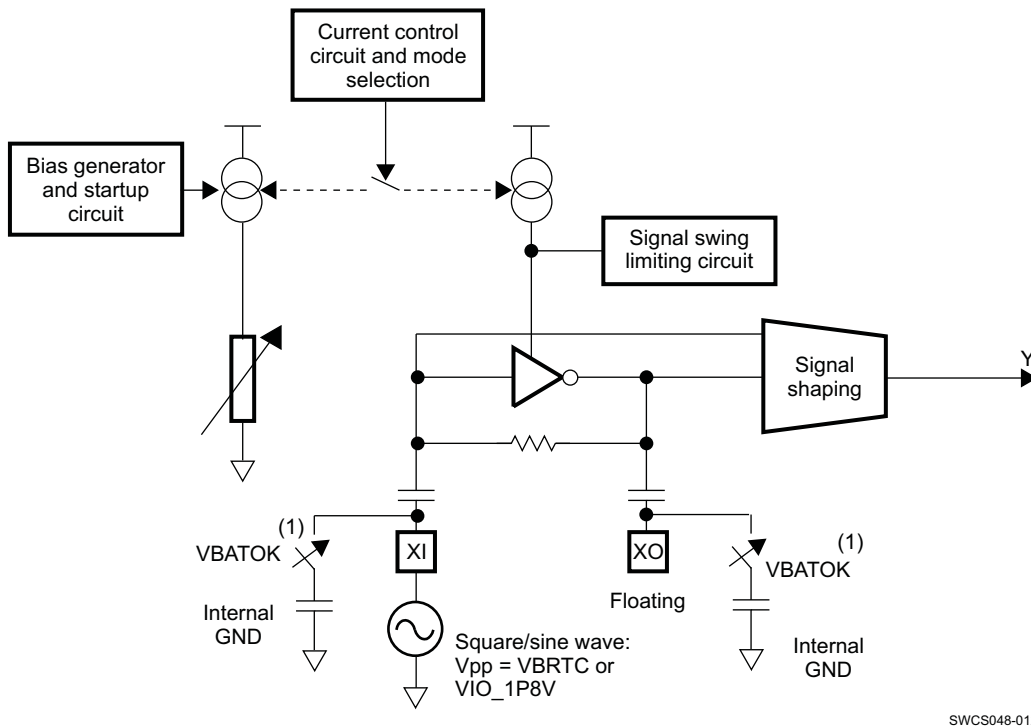 Current control
circuit and mode
selection
Bias generator
and startup
circuit
Signal swing
limiting circuit
Y
Signal
shaping
(1)
VBATOK
XI
XO
(1)
VBATOK
Floating
Internal
GND
Square/sine wave:
Vpp = VBRTC or
VIO_1P8V
Internal
GND
SWCS048-01